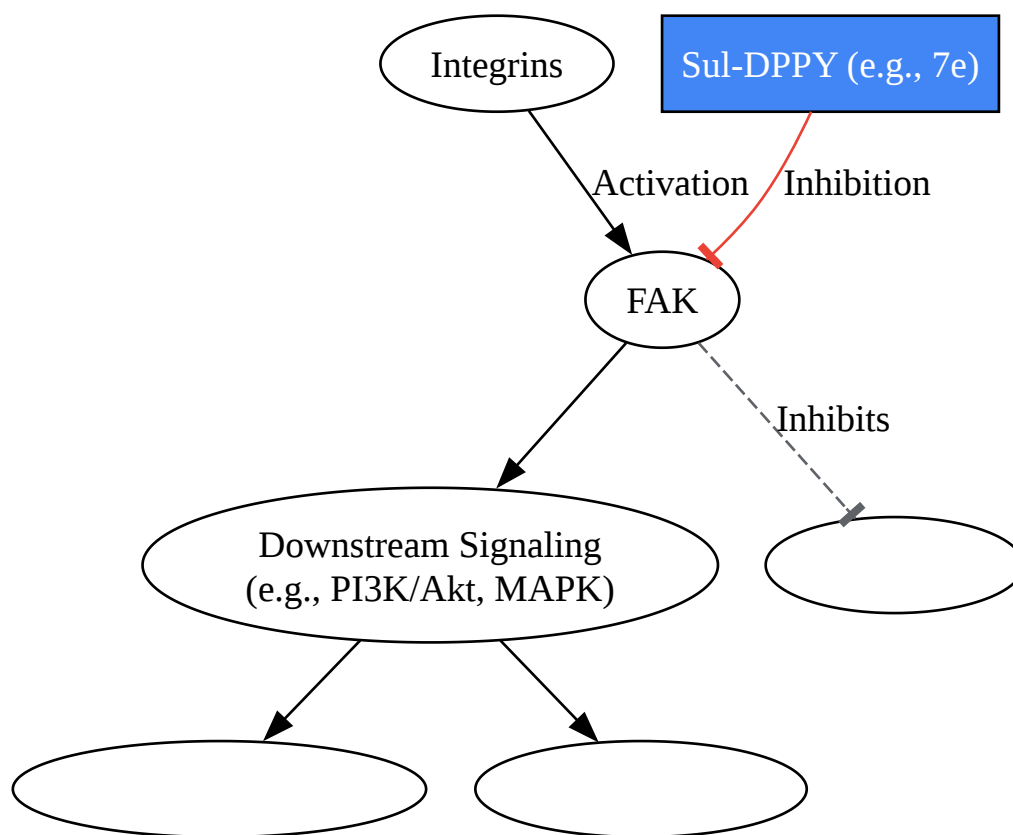 Integrins
Sul-DPPY (e.g., 7e)
Activation
Inhibition
FAK
Inhibits
Downstream Signaling
(e.g., PI3K/Akt, MAPK)